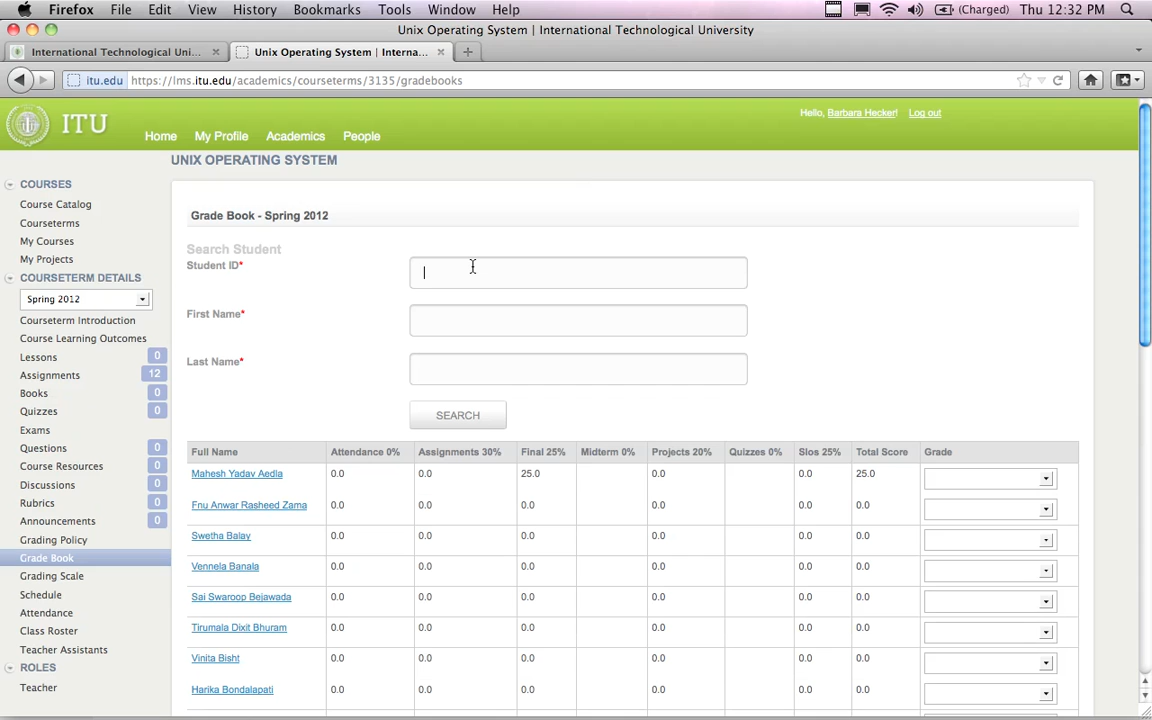 Firefox File Edit View History Bookmarks Tools Window Help (Charged) Thu 12:32 PM
Unix Operating System | International Technological University
International Technological Uni... Unix Operating System | Interna...
itu.edu https://lms.itu.edu/academics/courseterms/3135/gradebooks
Hello, Barbara Hecker! Log out
ITU
Home My Profile Academics People
UNIX OPERATING SYSTEM
COURSES
Course Catalog
Courseterms
My Courses
My Projects
COURSETERM DETAILS
Spring 2012
Courseterm Introduction
Course Learning Outcomes
Lessons 0
Assignments 12
Books 0
Quizzes 0
Exams
Questions 0
Course Resources 0
Discussions 0
Rubrics 0
Announcements 0
Grading Policy
Grade Book
Grading Scale
Schedule
Attendance
Class Roster
Teacher Assistants
ROLES
Teacher
Grade Book - Spring 2012
Search Student
Student ID*
First Name*
Last Name*
SEARCH
Full Name Attendance 0% Assignments 30% Final 25% Midterm 0% Projects 20% Quizzes 0% Slos 25% Total Score Grade
Mahesh Yadav Aedla 0.0 0.0 25.0 0.0 0.0 25.0
Fnu Anwar Rasheed Zama 0.0 0.0 0.0 0.0 0.0 0.0
Swetha Balay 0.0 0.0 0.0 0.0 0.0 0.0
Vennela Banala 0.0 0.0 0.0 0.0 0.0 0.0
Sai Swaroop Bejawada 0.0 0.0 0.0 0.0 0.0 0.0
Tirumala Dixit Bhuram 0.0 0.0 0.0 0.0 0.0 0.0
Vinita Bisht 0.0 0.0 0.0 0.0 0.0 0.0
Harika Bondalapati 0.0 0.0 0.0 0.0 0.0 0.0